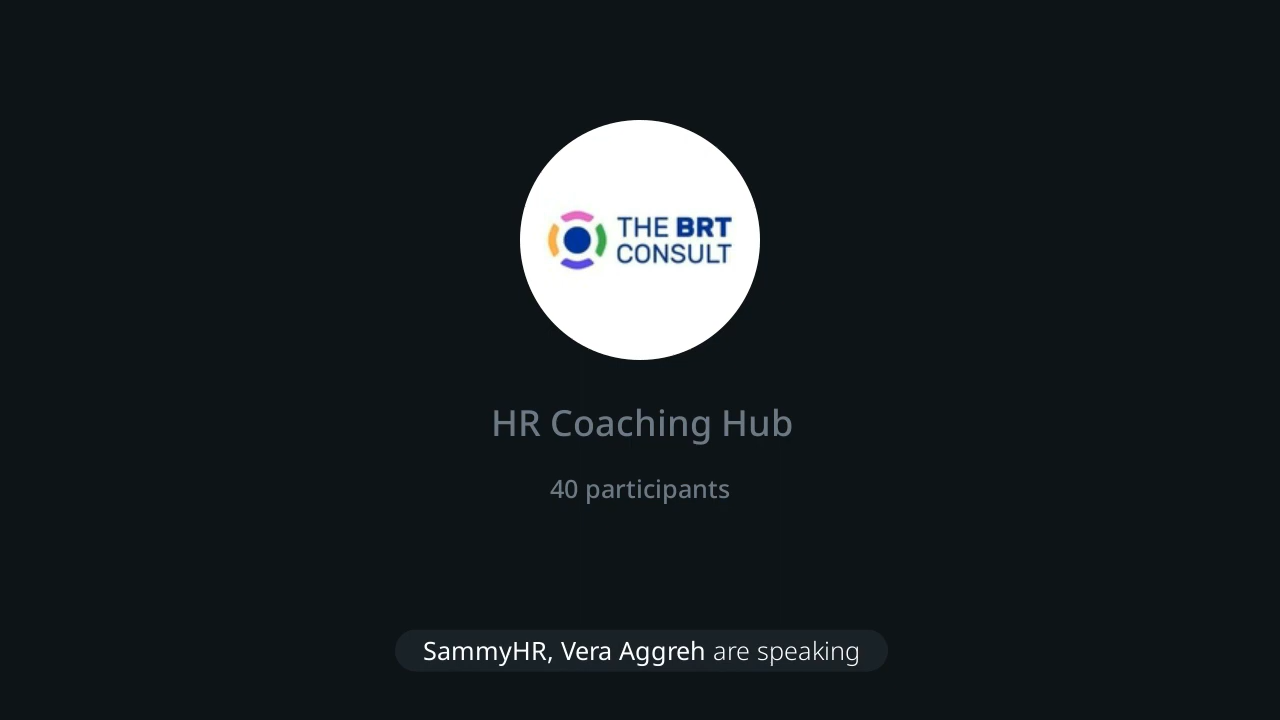 THE BRT
CONSULT
HR Coaching Hub
40 participants
SammyHR, Vera Aggreh are speaking